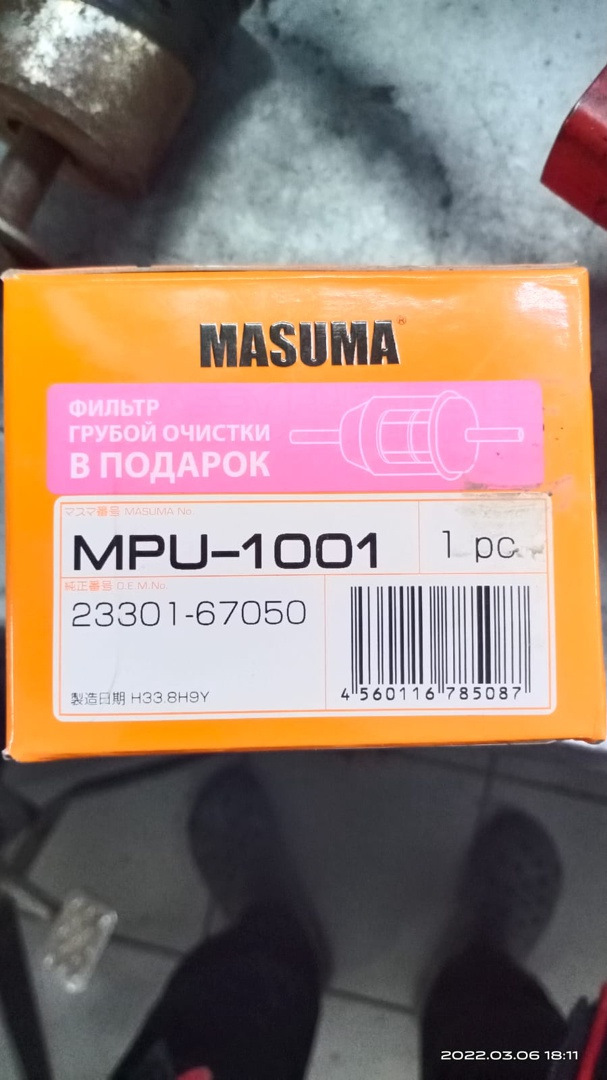 MASUMA®
ФИЛЬТР
ГРУБОЙ ОЧИСТКИ
В ПОДАРОК
マスマ番号 MASUMA No.
MPU-1001
1 pc.
純正番号 O.E.M.No.
23301-67050
製造日期 H33.8H9Y
4 560116 785087
2022.03.06 18:11